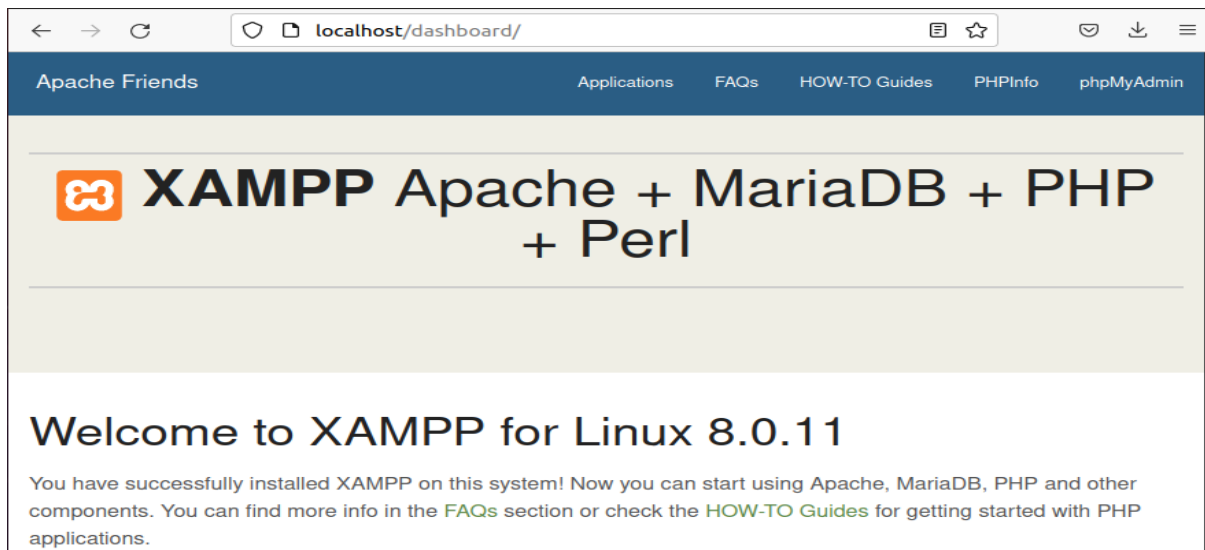 localhost/dashboard/
Apache Friends Applications FAQs HOW-TO Guides PHPInfo phpMyAdmin
XAMPP Apache + MariaDB + PHP
+ Perl
Welcome to XAMPP for Linux 8.0.11
You have successfully installed XAMPP on this system! Now you can start using Apache, MariaDB, PHP and other
components. You can find more info in the FAQs section or check the HOW-TO Guides for getting started with PHP
applications.